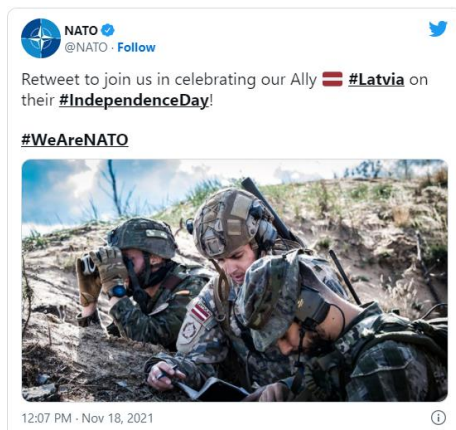 NATO
@NATO · Follow
Retweet to join us in celebrating our Ally 🇱🇻 #Latvia on
their #IndependenceDay!
#WeAreNATO
12:07 PM · Nov 18, 2021